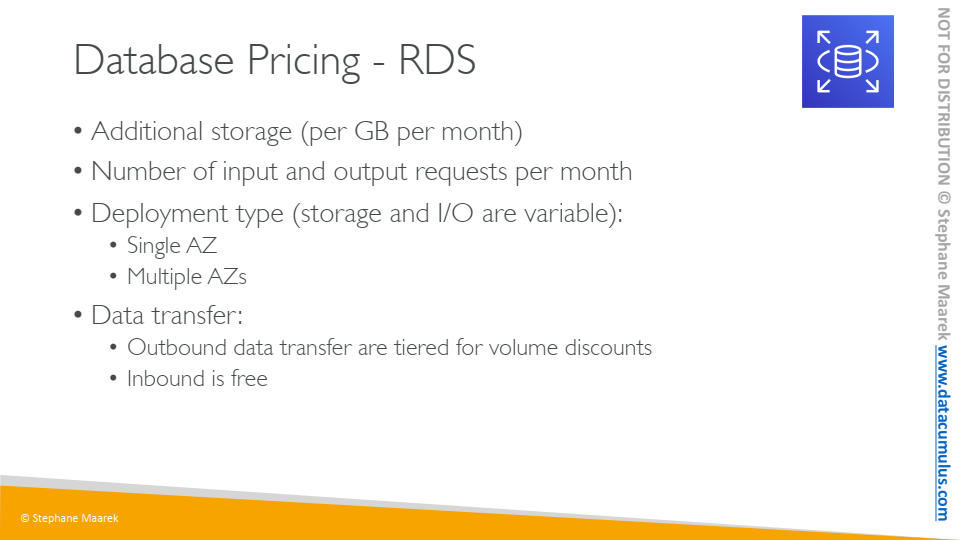 Database Pricing - RDS
• Additional storage (per GB per month)
• Number of input and output requests per month
• Deployment type (storage and I/O are variable):
• Single AZ
• Multiple AZs
• Data transfer:
• Outbound data transfer are tiered for volume discounts
• Inbound is free
© Stephane Maarek
NOT FOR DISTRIBUTION © Stephane Maarek www.datacumulus.com